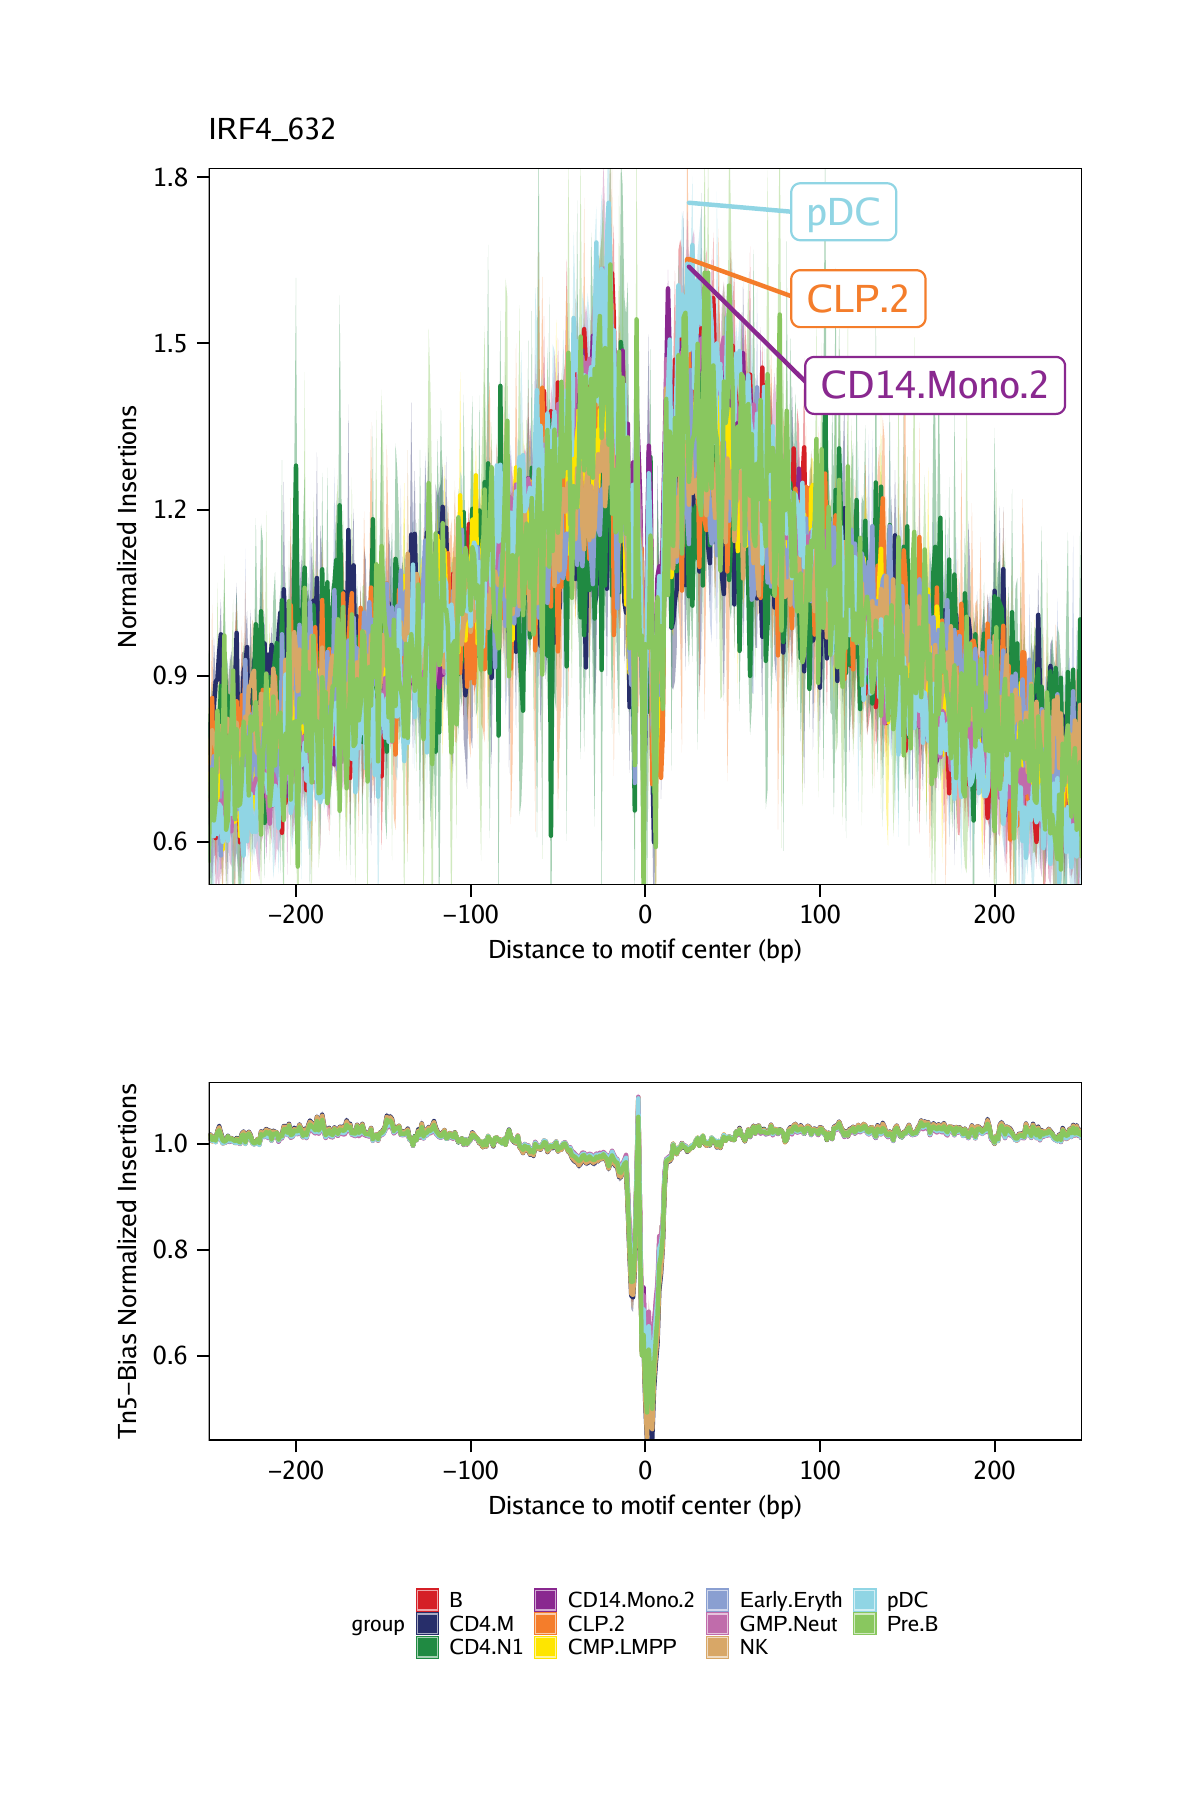 IRF4_632
Normalized Insertions
1.8
1.5
1.2
0.9
0.6
pDC
CLP.2
CD14.Mono.2
−200 −100 0 100 200
Distance to motif center (bp)
Tn5−Bias Normalized Insertions
1.0
0.8
0.6
−200 −100 0 100 200
Distance to motif center (bp)
B CD14.Mono.2 Early.Eryth pDC
group CD4.M CLP.2 GMP.Neut Pre.B
CD4.N1 CMP.LMPP NK